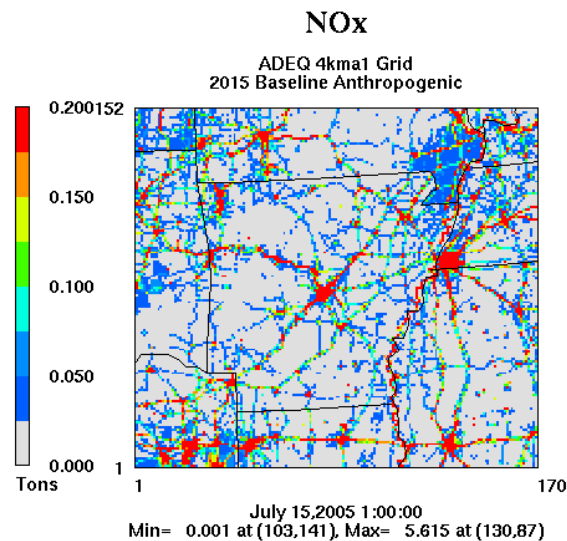 NOx
ADEQ 4kma1 Grid
2015 Baseline Anthropogenic
0.200
152
0.150
0.100
0.050
0.000
1
Tons
1
170
July 15,2005 1:00:00
Min= 0.001 at (103,141), Max= 5.615 at (130,87)